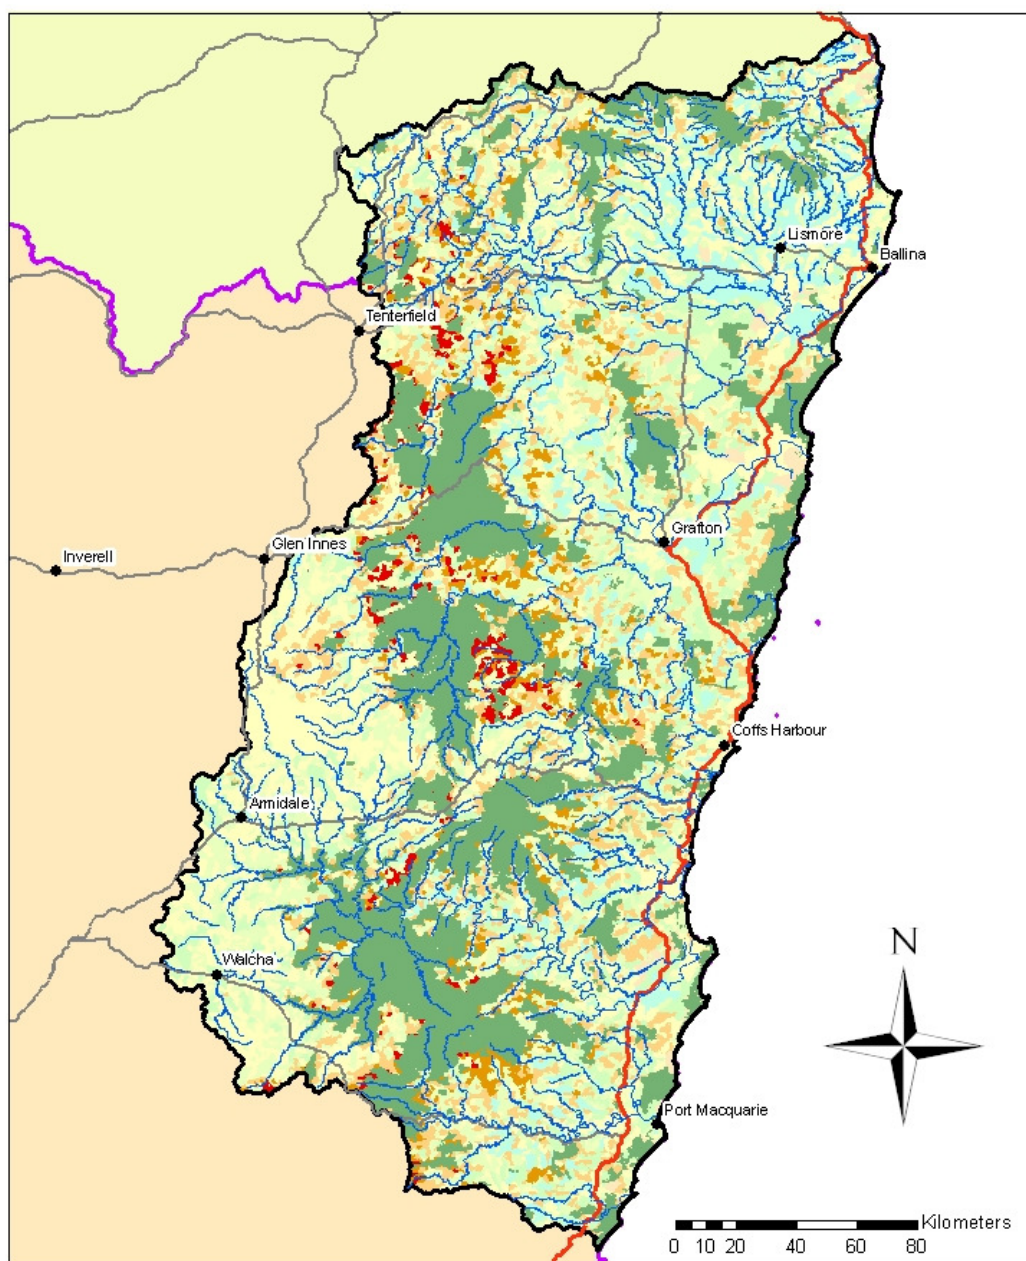 Lismore
Ballina
Tenterfield
Grafton
Glen Innes
Inverell
Coffs Harbour
Armidale
N
Walcha
Port Macquarie
Kilometers
0 10 20 40 60 80